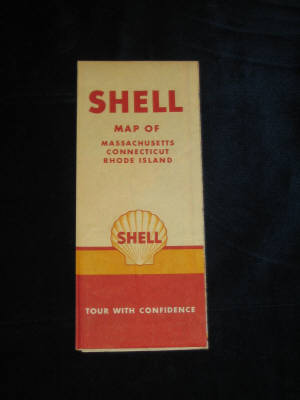 SHELL
MAP OF
MASSACHUSETTS
CONNECTICUT
RHODE ISLAND
SHELL
TOUR WITH CONFIDENCE